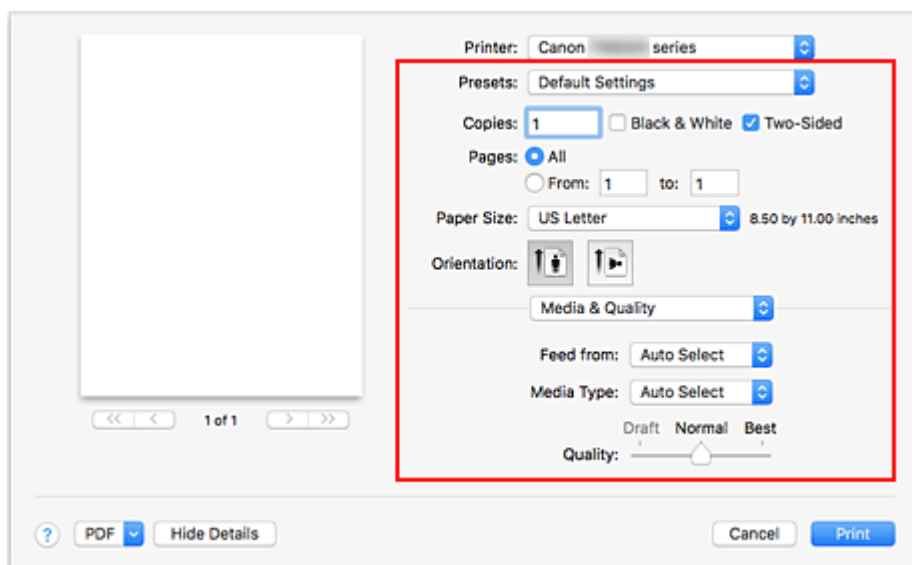 Printer: Canon series
Presets: Default Settings
Copies: 1 Black & White Two-Sided
Pages: All
From: 1 to: 1
Paper Size: US Letter 8.50 by 11.00 inches
Orientation:
Media & Quality
Feed from: Auto Select
Media Type: Auto Select
Draft Normal Best
Quality:
<< < 1 of 1 > >>
? PDF Hide Details Cancel Print